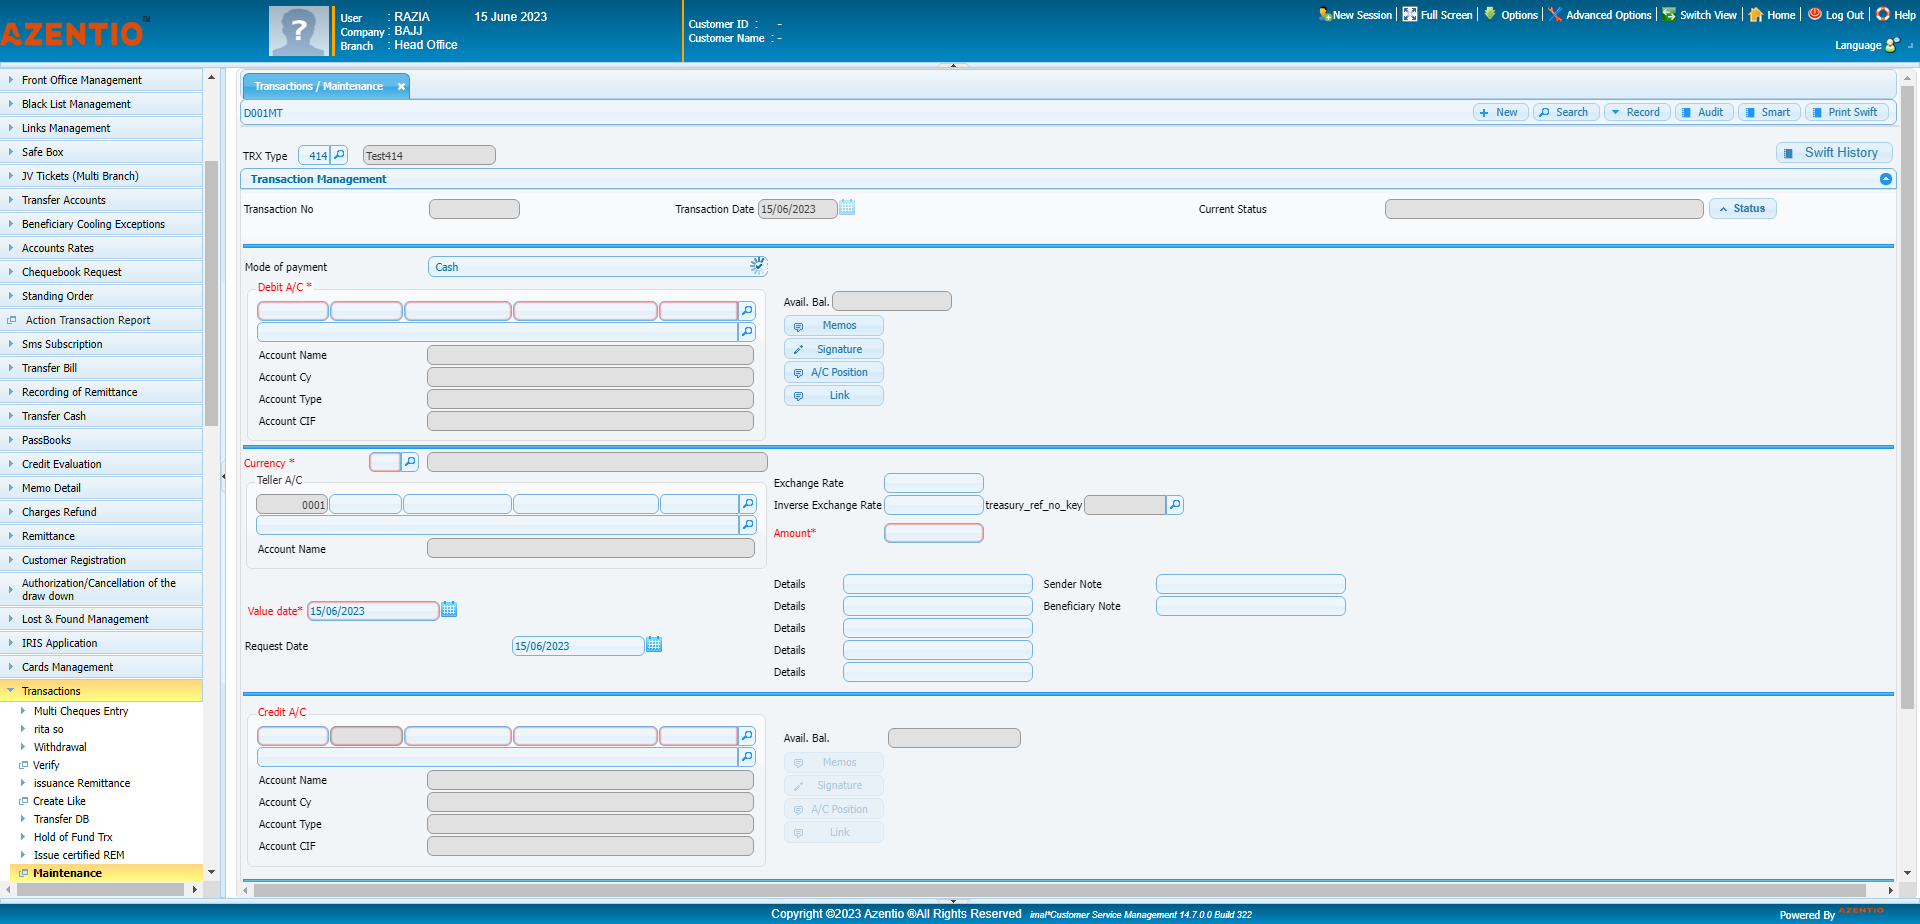 AZENTIO™
?
User : RAZIA 15 June 2023
Company : BAJJ
Branch : Head Office
Customer ID : -
Customer Name : -
New Session Full Screen Options Advanced Options Switch View Home Log Out Help
Language
Front Office Management
Black List Management
Links Management
Safe Box
JV Tickets (Multi Branch)
Transfer Accounts
Beneficiary Cooling Exceptions
Accounts Rates
Chequebook Request
Standing Order
Action Transaction Report
Sms Subscription
Transfer Bill
Recording of Remittance
Transfer Cash
PassBooks
Credit Evaluation
Memo Detail
Charges Refund
Remittance
Customer Registration
Authorization/Cancellation of the
draw down
Lost & Found Management
IRIS Application
Cards Management
Transactions
Multi Cheques Entry
rita so
Withdrawal
Verify
issuance Remittance
Create Like
Transfer DB
Hold of Fund Trx
Issue certified REM
Maintenance
Transactions / Maintenance
D001MT
New Search Record Audit Smart Print Swift
TRX Type 414 Test414
Swift History
Transaction Management
Transaction No Transaction Date 15/06/2023 Current Status Status
Mode of payment Cash
Debit A/C *
Avail. Bal.
Memos
Signature
A/C Position
Link
Account Name
Account Cy
Account Type
Account CIF
Currency *
Teller A/C
0001
Account Name
Exchange Rate
Inverse Exchange Rate treasury_ref_no_key
Amount*
Value date* 15/06/2023
Request Date 15/06/2023
Details Sender Note
Details Beneficiary Note
Details
Details
Details
Credit A/C
Avail. Bal.
Memos
Signature
A/C Position
Link
Account Name
Account Cy
Account Type
Account CIF
Copyright ©2023 Azentio ®All Rights Reserved imal*Customer Service Management 14.7.0.0 Build 322
Powered By AZENTIO